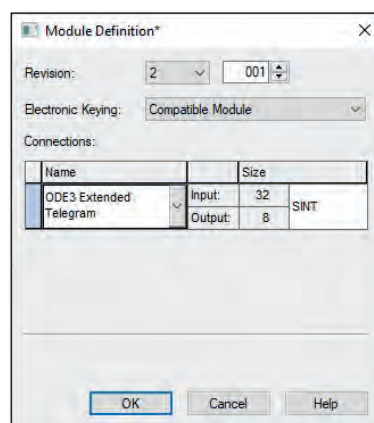 Module Definition*
Revision: 2 001
Electronic Keying: Compatible Module
Connections:
Name Size
ODE3 Extended Telegram Input: 32 SINT
Output: 8
OK Cancel Help